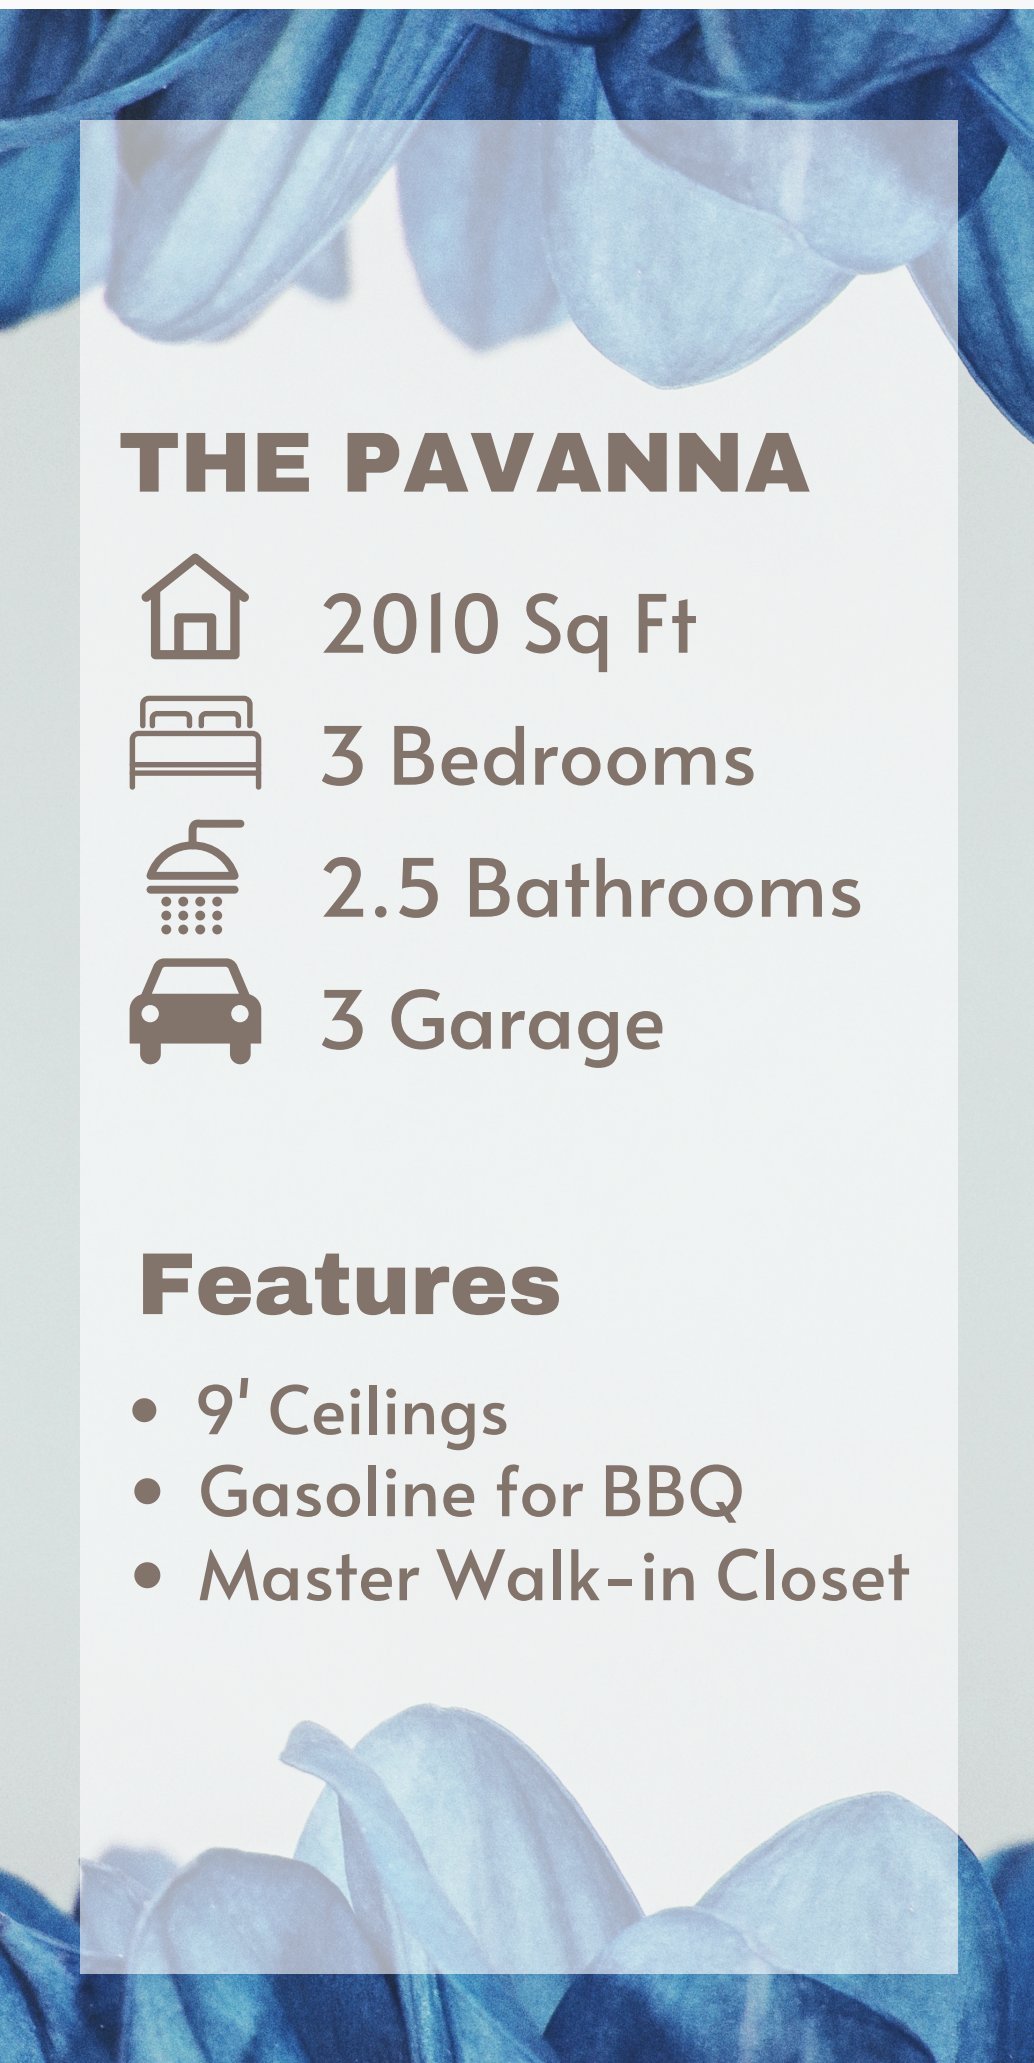 THE PAVANNA
2010 Sq Ft
3 Bedrooms
2.5 Bathrooms
3 Garage
Features
• 9' Ceilings
• Gasoline for BBQ
• Master Walk-in Closet